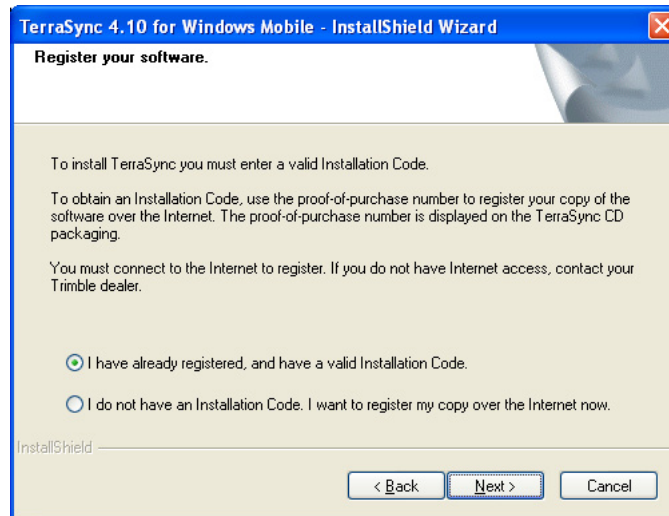 TerraSync 4.10 for Windows Mobile - InstallShield Wizard
Register your software.
To install TerraSync you must enter a valid Installation Code.
To obtain an Installation Code, use the proof-of-purchase number to register your copy of the
software over the Internet. The proof-of-purchase number is displayed on the TerraSync CD
packaging.
You must connect to the Internet to register. If you do not have Internet access, contact your
Trimble dealer.
I have already registered, and have a valid Installation Code.
I do not have an Installation Code. I want to register my copy over the Internet now.
InstallShield
< Back Next > Cancel